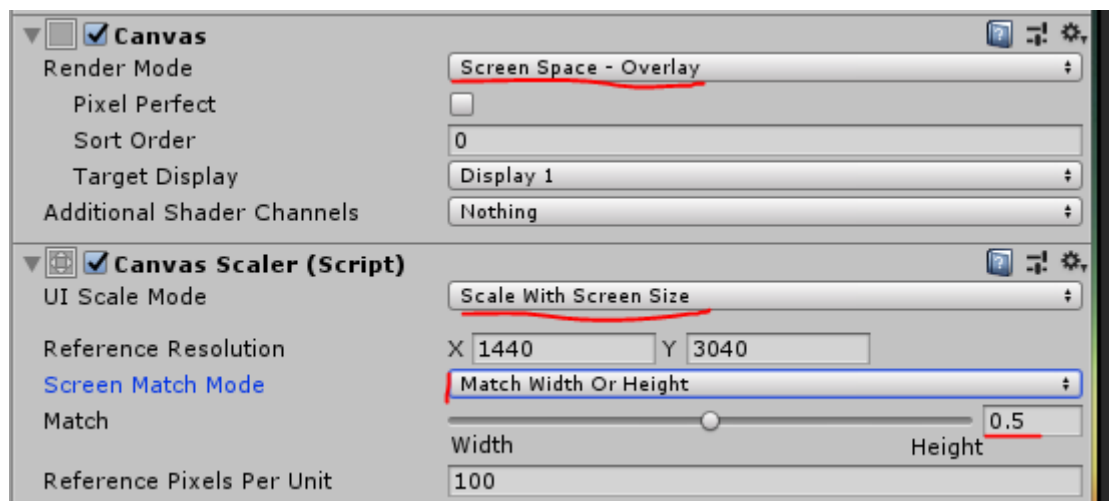 Canvas
Render Mode Screen Space - Overlay
Pixel Perfect
Sort Order 0
Target Display Display 1
Additional Shader Channels Nothing
Canvas Scaler (Script)
UI Scale Mode Scale With Screen Size
Reference Resolution X 1440 Y 3040
Screen Match Mode Match Width Or Height
Match 0.5
Width Height
Reference Pixels Per Unit 100